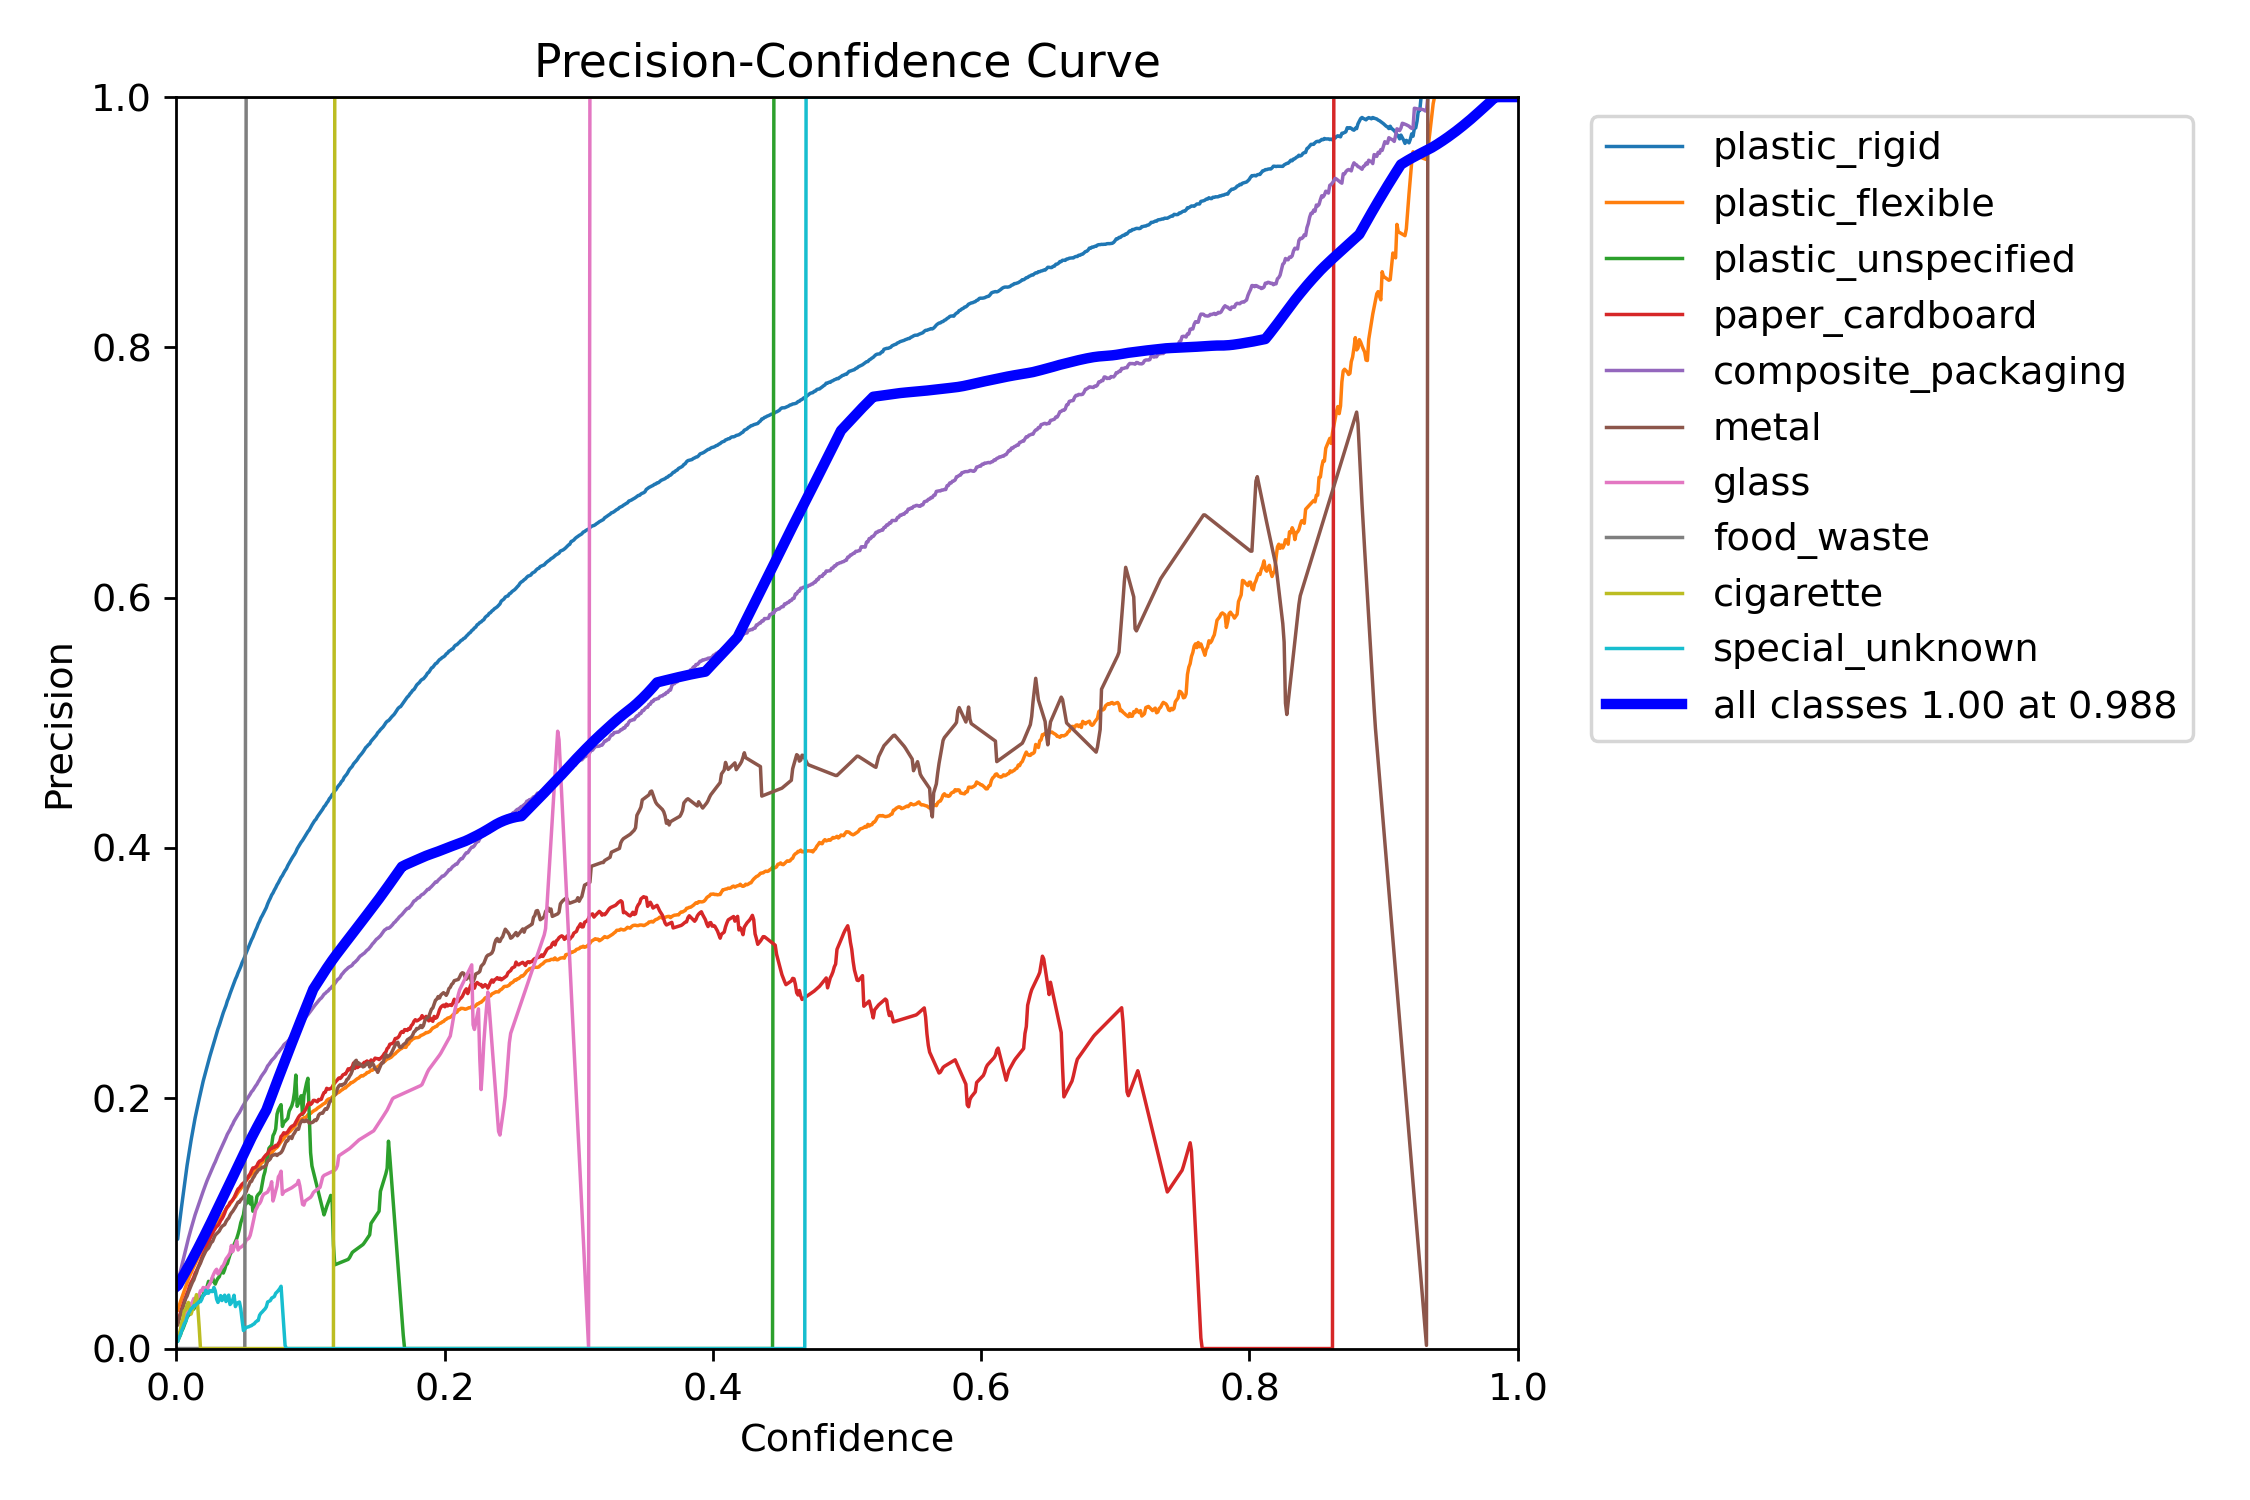 Precision-Confidence Curve
1.0
0.8
0.6
0.4
0.2
0.0
Precision
0.0 0.2 0.4 0.6 0.8 1.0
Confidence
plastic_rigid
plastic_flexible
plastic_unspecified
paper_cardboard
composite_packaging
metal
glass
food_waste
cigarette
special_unknown
all classes 1.00 at 0.988